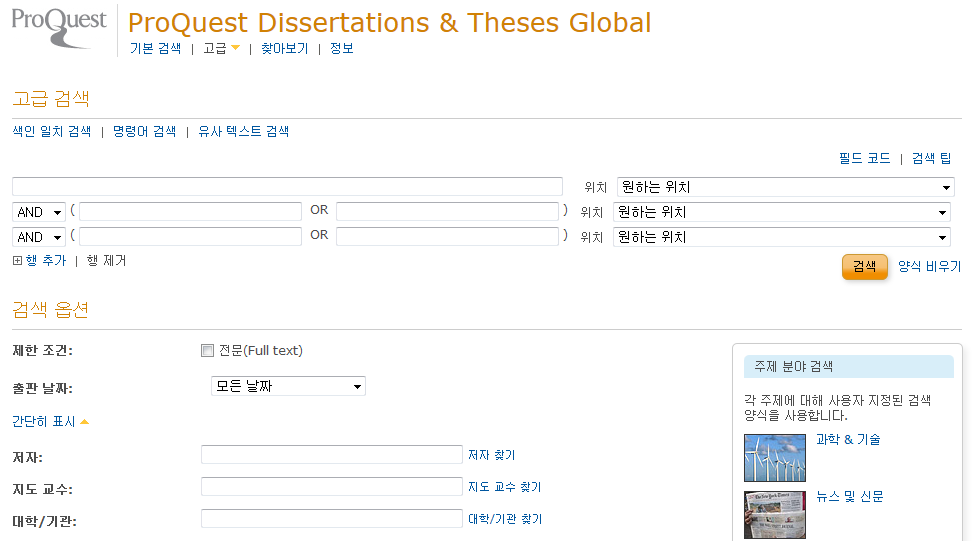 ProQuest
ProQuest Dissertations & Theses Global
기본 검색 | 고급 | 찾아보기 | 정보
고급 검색
색인 일치 검색 | 명령어 검색 | 유사 텍스트 검색
필드 코드 | 검색 팁
위치 원하는 위치
AND ( OR ) 위치 원하는 위치
AND ( OR ) 위치 원하는 위치
행 추가 | 행 제거
검색 양식 비우기
검색 옵션
제한 조건: 전문(Full text)
출판 날짜: 모든 날짜
간단히 표시
저자: 저자 찾기
지도 교수: 지도 교수 찾기
대학/기관: 대학/기관 찾기
주제 분야 검색
각 주제에 대해 사용자 지정된 검색
양식을 사용합니다.
과학 & 기술
뉴스 및 신문